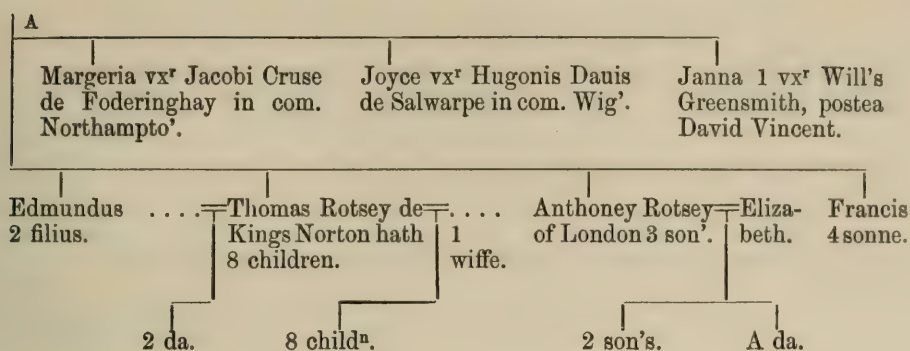 A
Margeria vxʳ Jacobi Cruse
de Foderinghay in com.
Northampto'.
Joyce vxʳ Hugonis Dauis
de Salwarpe in com. Wig'.
Janna 1 vxʳ Will's
Greensmith, postea
David Vincent.
Edmundus
2 filius.
. . . .
Thomas Rotsey de
Kings Norton hath
8 children.
. . . .
1
wiffe.
Anthoney Rotsey
of London 3 son'.
Eliza-
beth.
Francis
4 sonne.
2 da.
8 childⁿ.
2 son's.
A da.